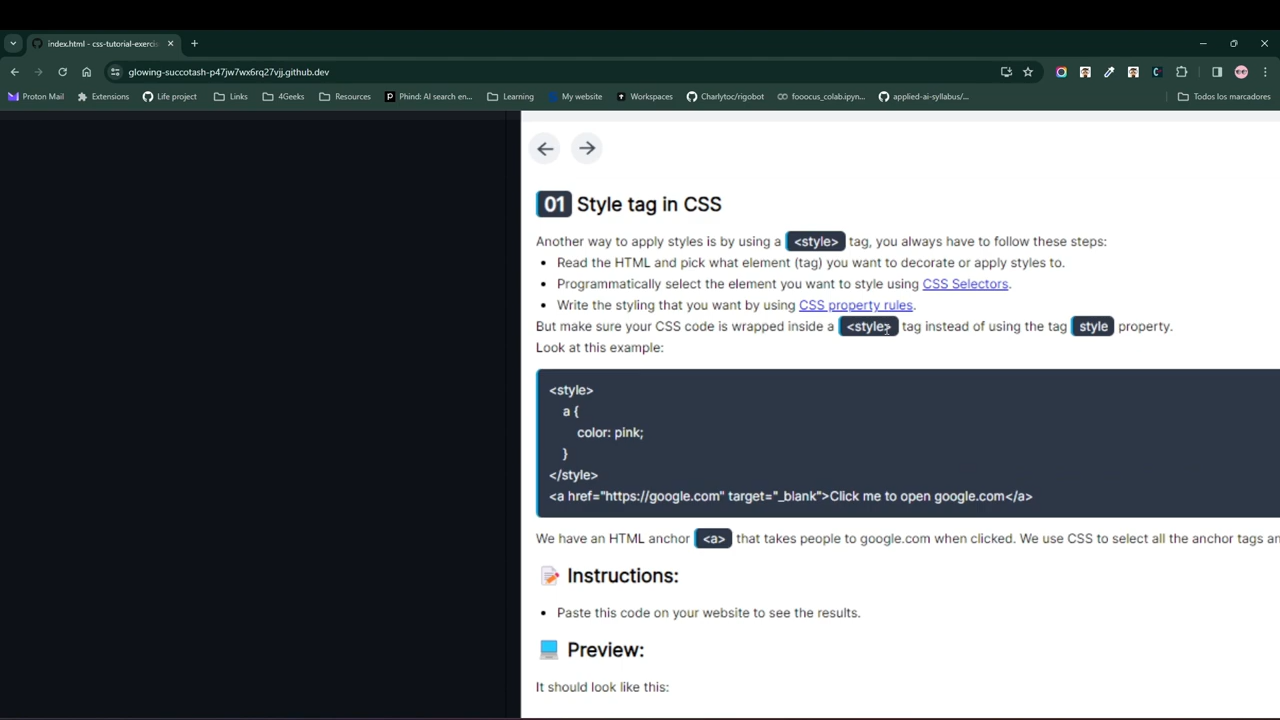 index.html - css-tutorial-exercis
glowing-succotash-p47jw7wx6rq27vjj.github.dev
Proton Mail Extensions Life project Links 4Geeks Resources Phind: AI search en... Learning My website Workspaces Charlytoc/rigobot fooocus_colab.ipyn... applied-ai-syllabus/... Todos los marcadores
01 Style tag in CSS
Another way to apply styles is by using a <style> tag, you always have to follow these steps:
• Read the HTML and pick what element (tag) you want to decorate or apply styles to.
• Programmatically select the element you want to style using CSS Selectors.
• Write the styling that you want by using CSS property rules.
But make sure your CSS code is wrapped inside a <style> tag instead of using the tag style property.
Look at this example:
<style>
a {
color: pink;
}
</style>
<a href="https://google.com" target="_blank">Click me to open google.com</a>
We have an HTML anchor <a> that takes people to google.com when clicked. We use CSS to select all the anchor tags an
Instructions:
• Paste this code on your website to see the results.
Preview:
It should look like this: